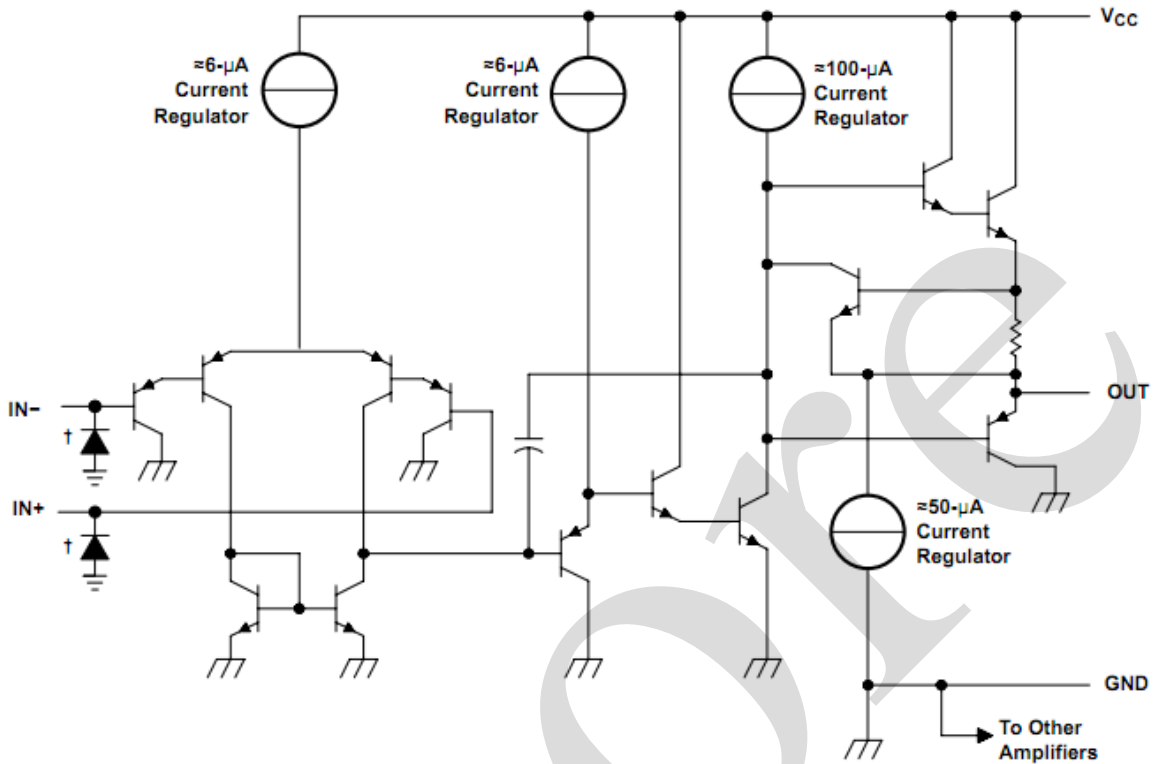 VCC
≈6-µA
Current
Regulator
≈6-µA
Current
Regulator
≈100-µA
Current
Regulator
OUT
IN−
†
IN+
†
≈50-µA
Current
Regulator
GND
To Other
Amplifiers
ore